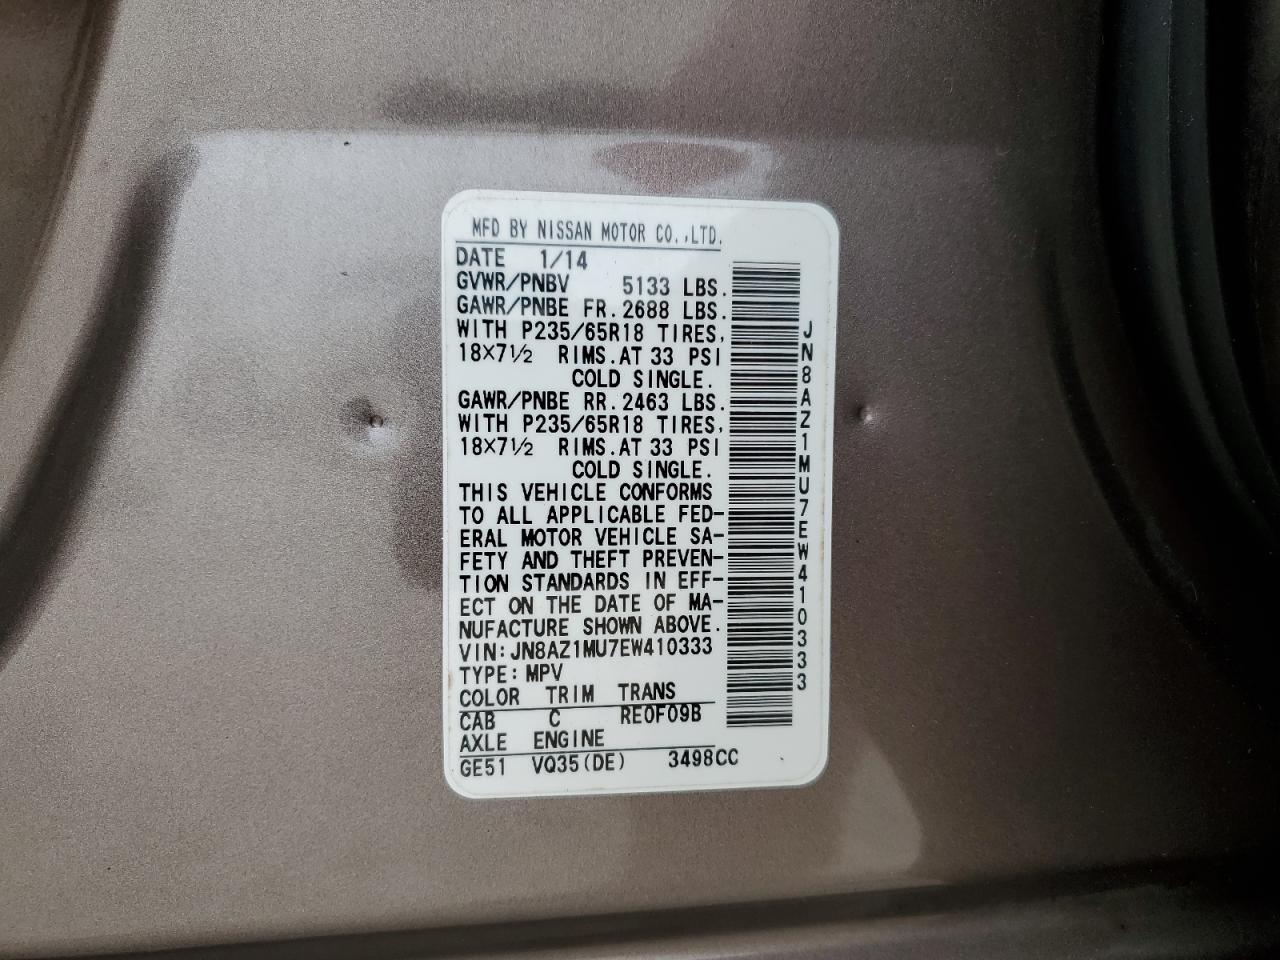 MFD BY NISSAN MOTOR CO.,LTD.
DATE 1/14
GVWR/PNBV 5133 LBS.
GAWR/PNBE FR.2688 LBS.
WITH P235/65R18 TIRES,
18X7½ RIMS.AT 33 PSI
COLD SINGLE.
GAWR/PNBE RR.2463 LBS.
WITH P235/65R18 TIRES,
18X7½ RIMS.AT 33 PSI
COLD SINGLE.
THIS VEHICLE CONFORMS
TO ALL APPLICABLE FED-
ERAL MOTOR VEHICLE SA-
FETY AND THEFT PREVEN-
TION STANDARDS IN EFF-
ECT ON THE DATE OF MA-
NUFACTURE SHOWN ABOVE.
VIN:JN8AZ1MU7EW410333
TYPE:MPV
COLOR TRIM TRANS
CAB C RE0F09B
AXLE ENGINE
GE51 VQ35(DE) 3498CC
JN8AZ1MU7EW410333